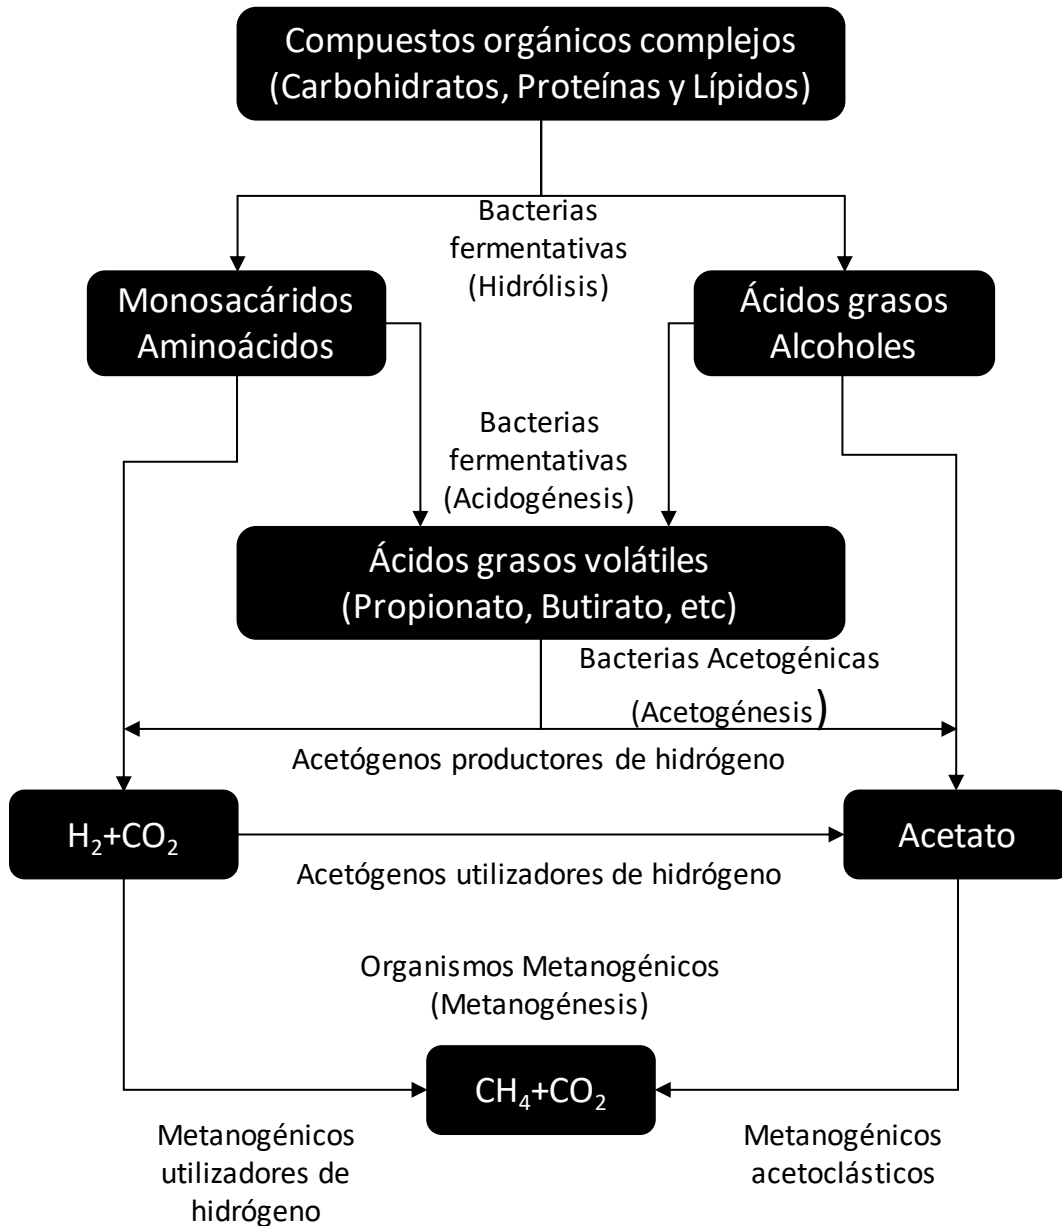 Compuestos orgánicos complejos
(Carbohidratos, Proteínas y Lípidos)
Bacterias
fermentativas
(Hidrólisis)
Monosacáridos
Aminoácidos
Ácidos grasos
Alcoholes
Bacterias
fermentativas
(Acidogénesis)
Ácidos grasos volátiles
(Propionato, Butirato, etc)
Bacterias Acetogénicas
(Acetogénesis)
Acetógenos productores de hidrógeno
H₂+CO₂
Acetato
Acetógenos utilizadores de hidrógeno
Organismos Metanogénicos
(Metanogénesis)
CH₄+CO₂
Metanogénicos
utilizadores de
hidrógeno
Metanogénicos
acetoclásticos